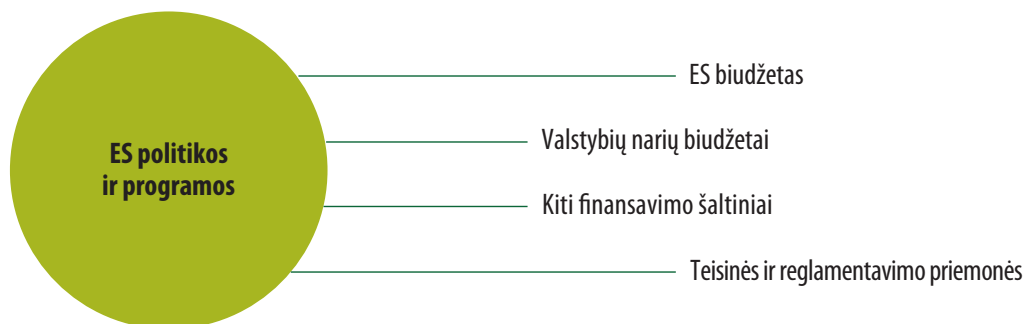 ES politikos
ir programos
ES biudžetas
Valstybių narių biudžetai
Kiti finansavimo šaltiniai
Teisinės ir reglamentavimo priemonės